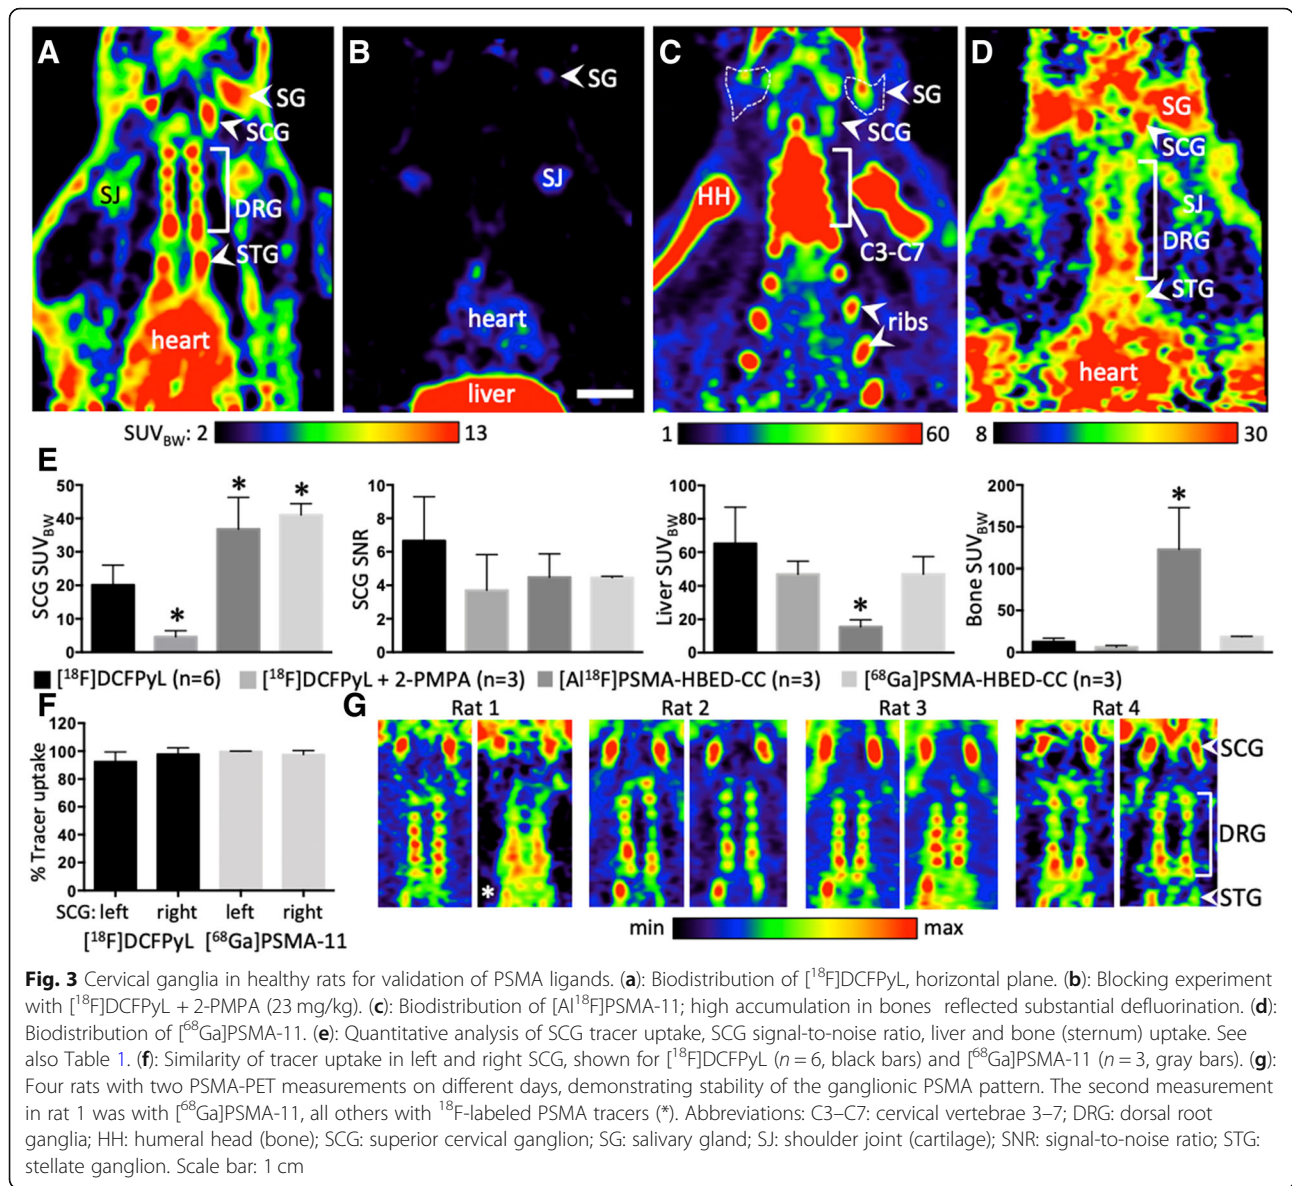 A
SG
SCG
SJ
DRG
STG
heart
B
SG
SJ
heart
liver
C
SG
SCG
HH
C3–C7
ribs
D
SG
SCG
SJ
DRG
STG
heart
SUVBW: 2
13
1
60
8
30
E
SCG SUVBW
50
40
30
20
10
0
*
*
*
SCG SNR
10
8
6
4
2
0
Liver SUVBW
100
80
60
40
20
0
*
Bone SUVBW
200
150
100
50
0
*
[18F]DCFPyL (n=6)
[18F]DCFPyL + 2-PMPA (n=3)
[Al18F]PSMA-HBED-CC (n=3)
[68Ga]PSMA-HBED-CC (n=3)
F
% Tracer uptake
120
100
80
60
40
20
0
SCG: left right left right
[18F]DCFPyL [68Ga]PSMA-11
G
Rat 1 Rat 2 Rat 3 Rat 4
*
SCG
DRG
STG
min max
Fig. 3 Cervical ganglia in healthy rats for validation of PSMA ligands. (a): Biodistribution of [18F]DCFPyL, horizontal plane. (b): Blocking experiment
with [18F]DCFPyL + 2-PMPA (23 mg/kg). (c): Biodistribution of [Al18F]PSMA-11; high accumulation in bones reflected substantial defluorination. (d):
Biodistribution of [68Ga]PSMA-11. (e): Quantitative analysis of SCG tracer uptake, SCG signal-to-noise ratio, liver and bone (sternum) uptake. See
also Table 1. (f): Similarity of tracer uptake in left and right SCG, shown for [18F]DCFPyL (n = 6, black bars) and [68Ga]PSMA-11 (n = 3, gray bars). (g):
Four rats with two PSMA-PET measurements on different days, demonstrating stability of the ganglionic PSMA pattern. The second measurement
in rat 1 was with [68Ga]PSMA-11, all others with 18F-labeled PSMA tracers (*). Abbreviations: C3–C7: cervical vertebrae 3–7; DRG: dorsal root
ganglia; HH: humeral head (bone); SCG: superior cervical ganglion; SG: salivary gland; SJ: shoulder joint (cartilage); SNR: signal-to-noise ratio; STG:
stellate ganglion. Scale bar: 1 cm